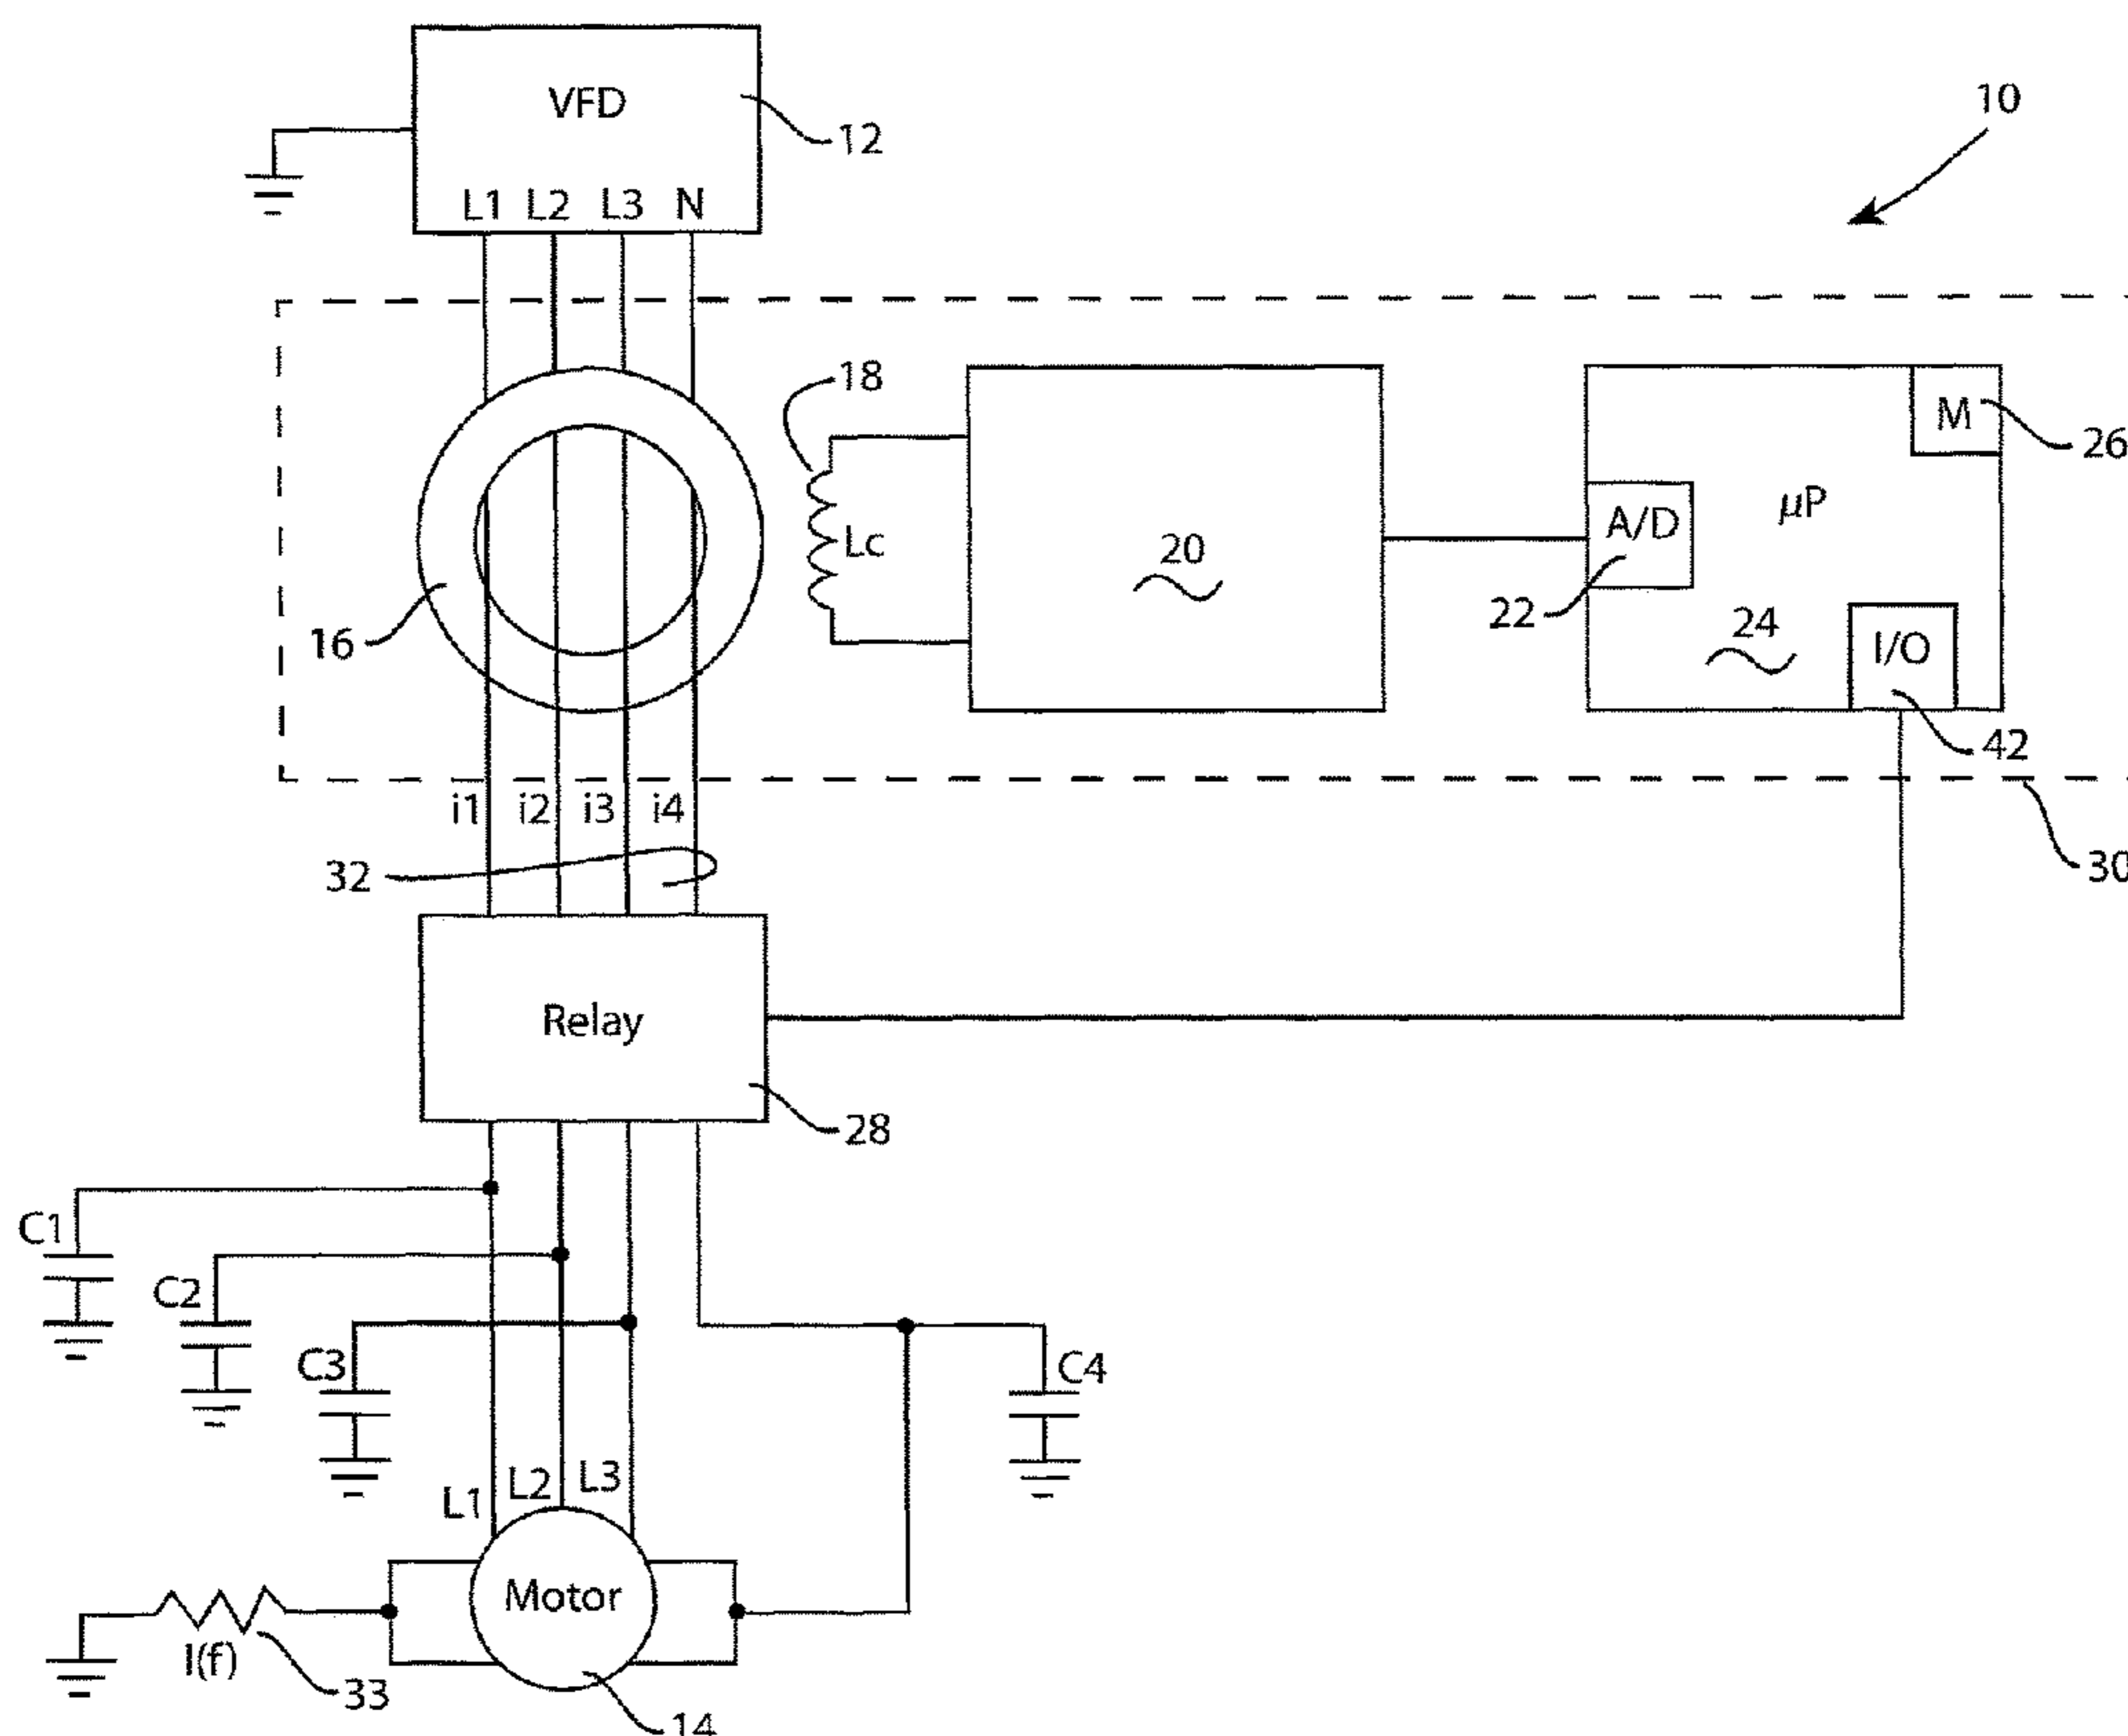 VFD
12
10
L1 L2 L3 N
18
M
26
A/D
μP
Lc
20
22
24
I/O
16
42
i1 i2 i3 i4
30
32
Relay
28
C1
C2
C3
C4
L1 L2 L3
Motor
I(f)
33
14